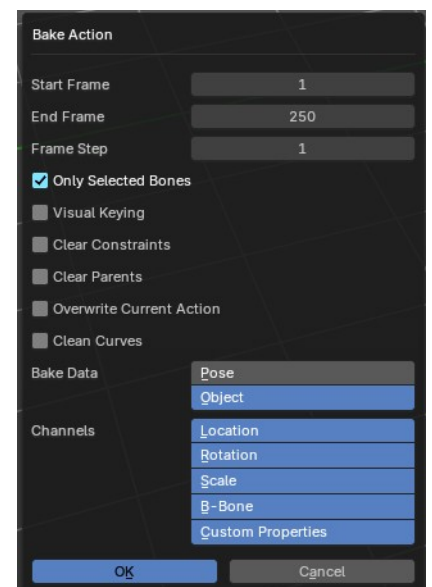 Bake Action
Start Frame 1
End Frame 250
Frame Step 1
Only Selected Bones
Visual Keying
Clear Constraints
Clear Parents
Overwrite Current Action
Clean Curves
Bake Data Pose
Object
Channels Location
Rotation
Scale
B-Bone
Custom Properties
OK Cancel